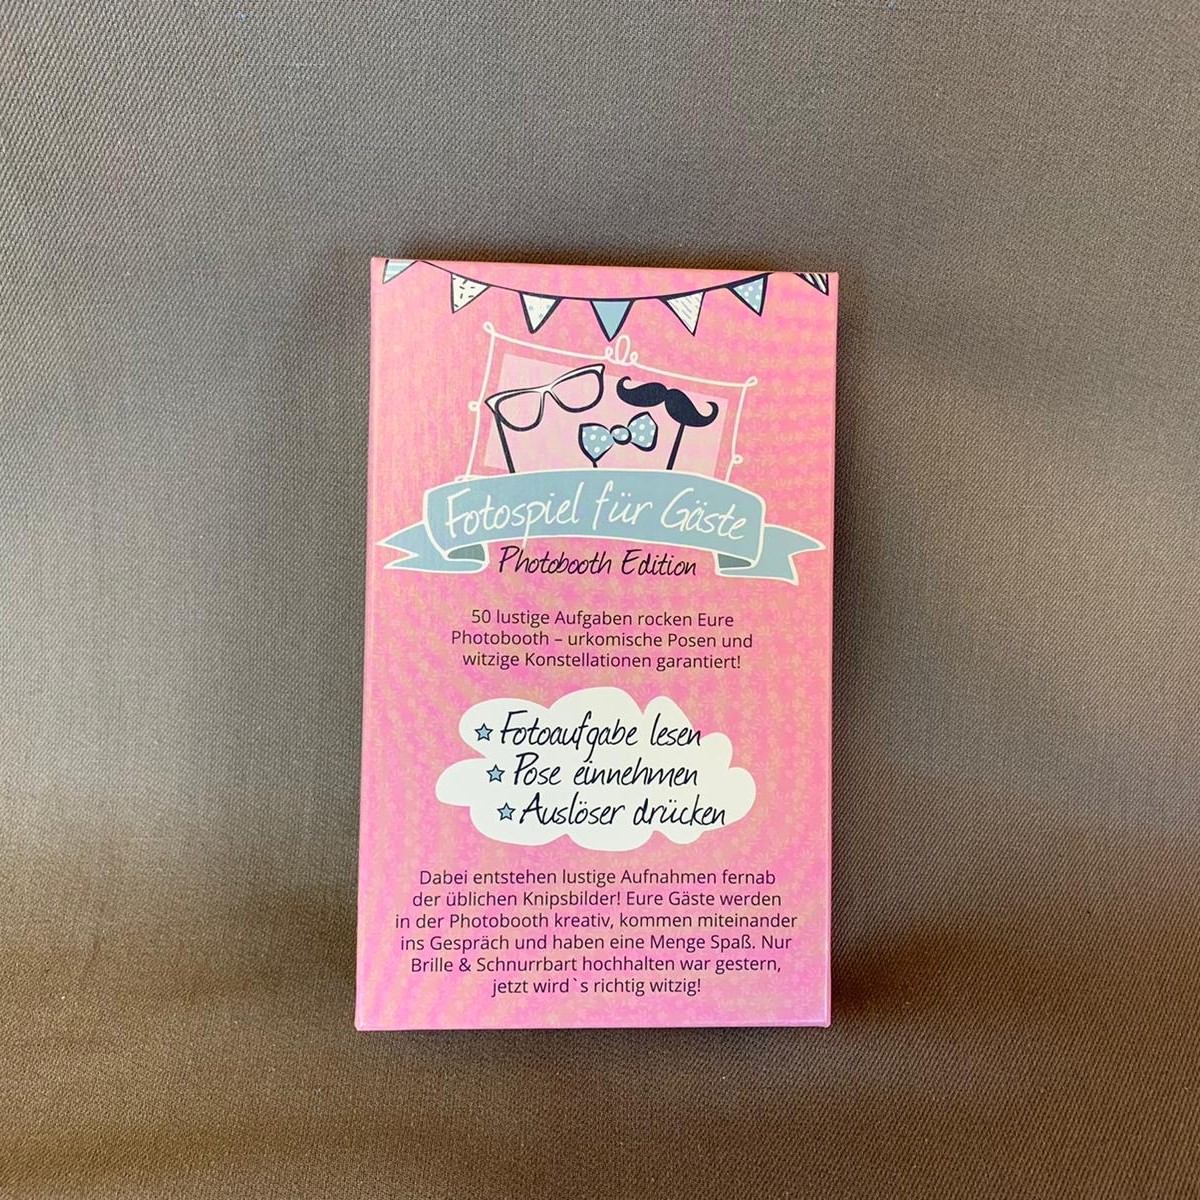 Fotospiel für Gäste
Photobooth Edition
50 lustige Aufgaben rocken Eure
Photobooth – urkomische Posen und
witzige Konstellationen garantiert!
Fotoaufgabe lesen
Pose einnehmen
Auslöser drücken
Dabei entstehen lustige Aufnahmen fernab
der üblichen Knipsbilder! Eure Gäste werden
in der Photobooth kreativ, kommen miteinander
ins Gespräch und haben eine Menge Spaß. Nur
Brille & Schnurrbart hochhalten war gestern,
jetzt wird`s richtig witzig!